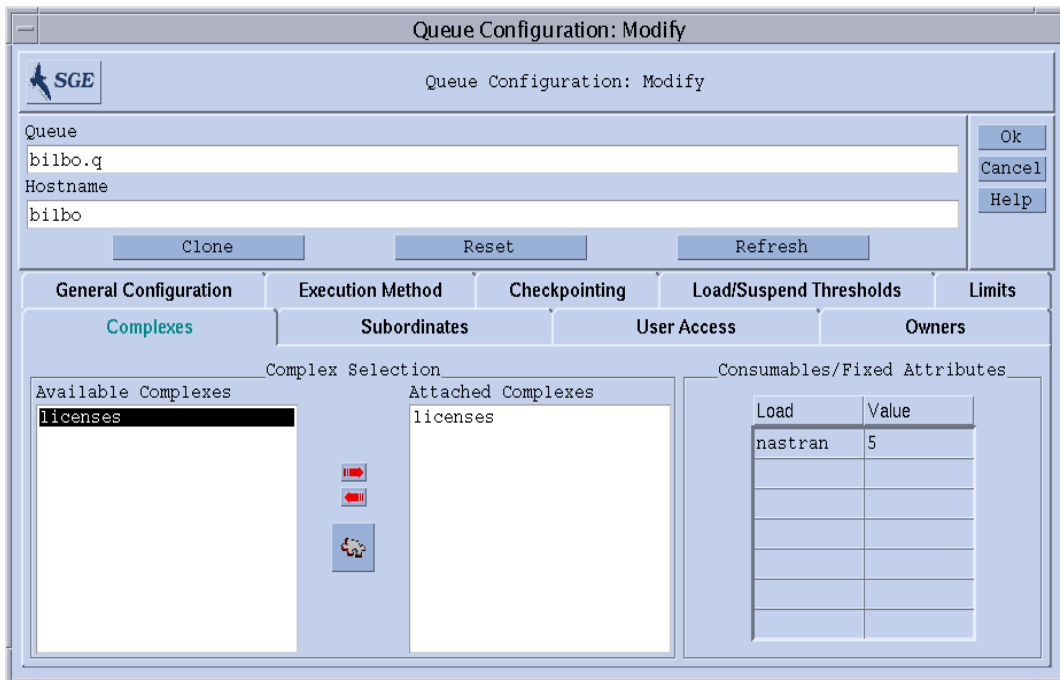 Queue Configuration: Modify
SGE
Queue Configuration: Modify
Queue
bilbo.q
Hostname
bilbo
Ok
Cancel
Help
Clone Reset Refresh
General Configuration Execution Method Checkpointing Load/Suspend Thresholds Limits
Complexes Subordinates User Access Owners
Complex Selection
Available Complexes
licenses
Attached Complexes
licenses
Consumables/Fixed Attributes
Load Value
nastran 5